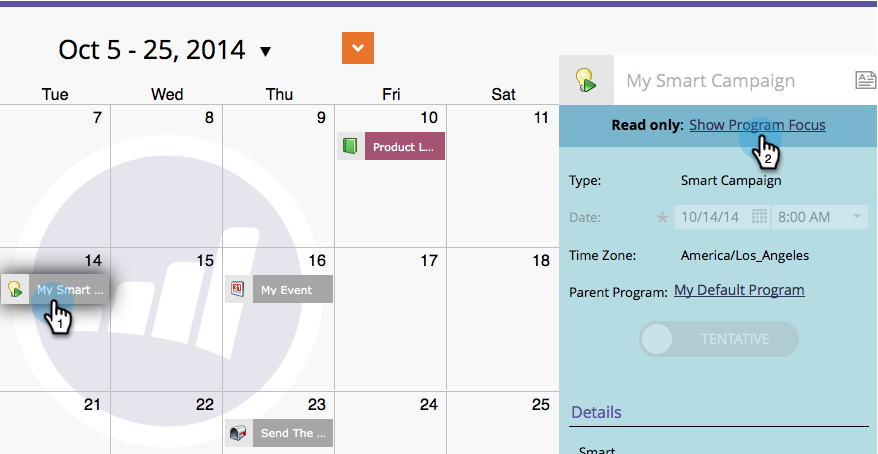 Oct 5 - 25, 2014
Tue Wed Thu Fri Sat
7 8 9 10 11
Product L...
14 15 16 17 18
My Smart ...
My Event
1
21 22 23 24 25
Send The ...
My Smart Campaign
Read only: Show Program Focus
2
Type: Smart Campaign
Date: * 10/14/14 8:00 AM
Time Zone: America/Los_Angeles
Parent Program: My Default Program
TENTATIVE
Details
Smart